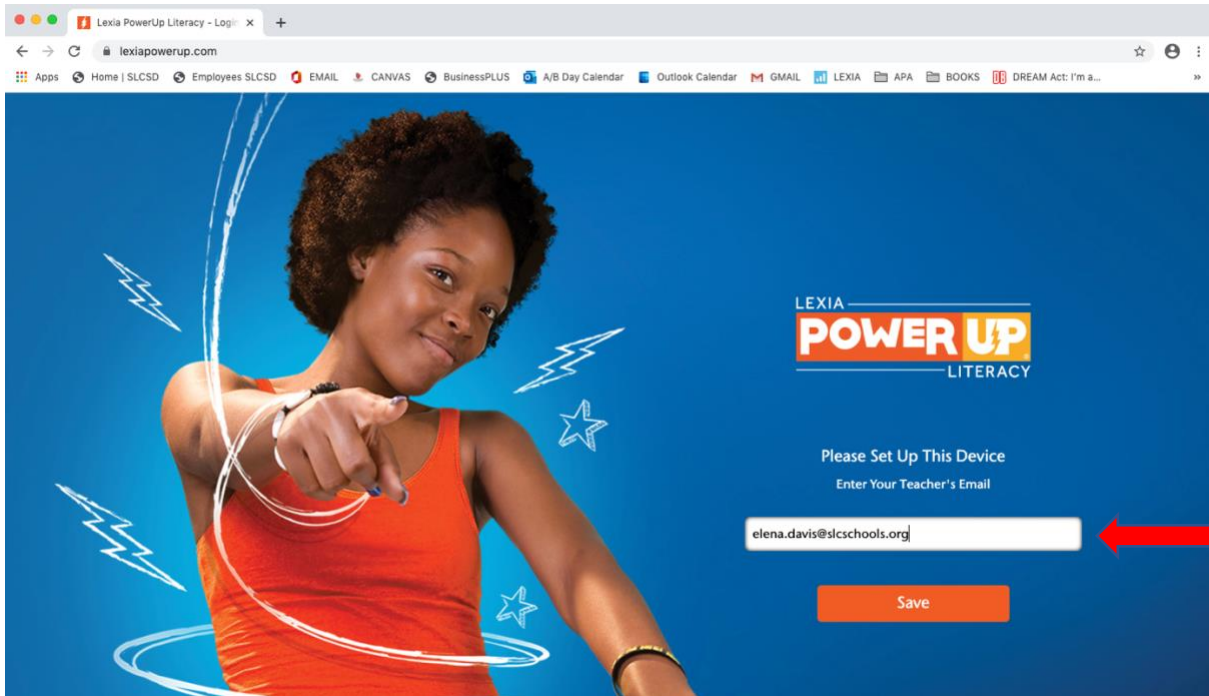 Lexia PowerUp Literacy - Login
lexiapowerup.com
Apps Home | SLCSD Employees SLCSD EMAIL CANVAS BusinessPLUS A/B Day Calendar Outlook Calendar GMAIL LEXIA APA BOOKS DREAM Act: I'm a...
LEXIA
POWER UP
LITERACY
Please Set Up This Device
Enter Your Teacher's Email
elena.davis@slcschools.org
Save